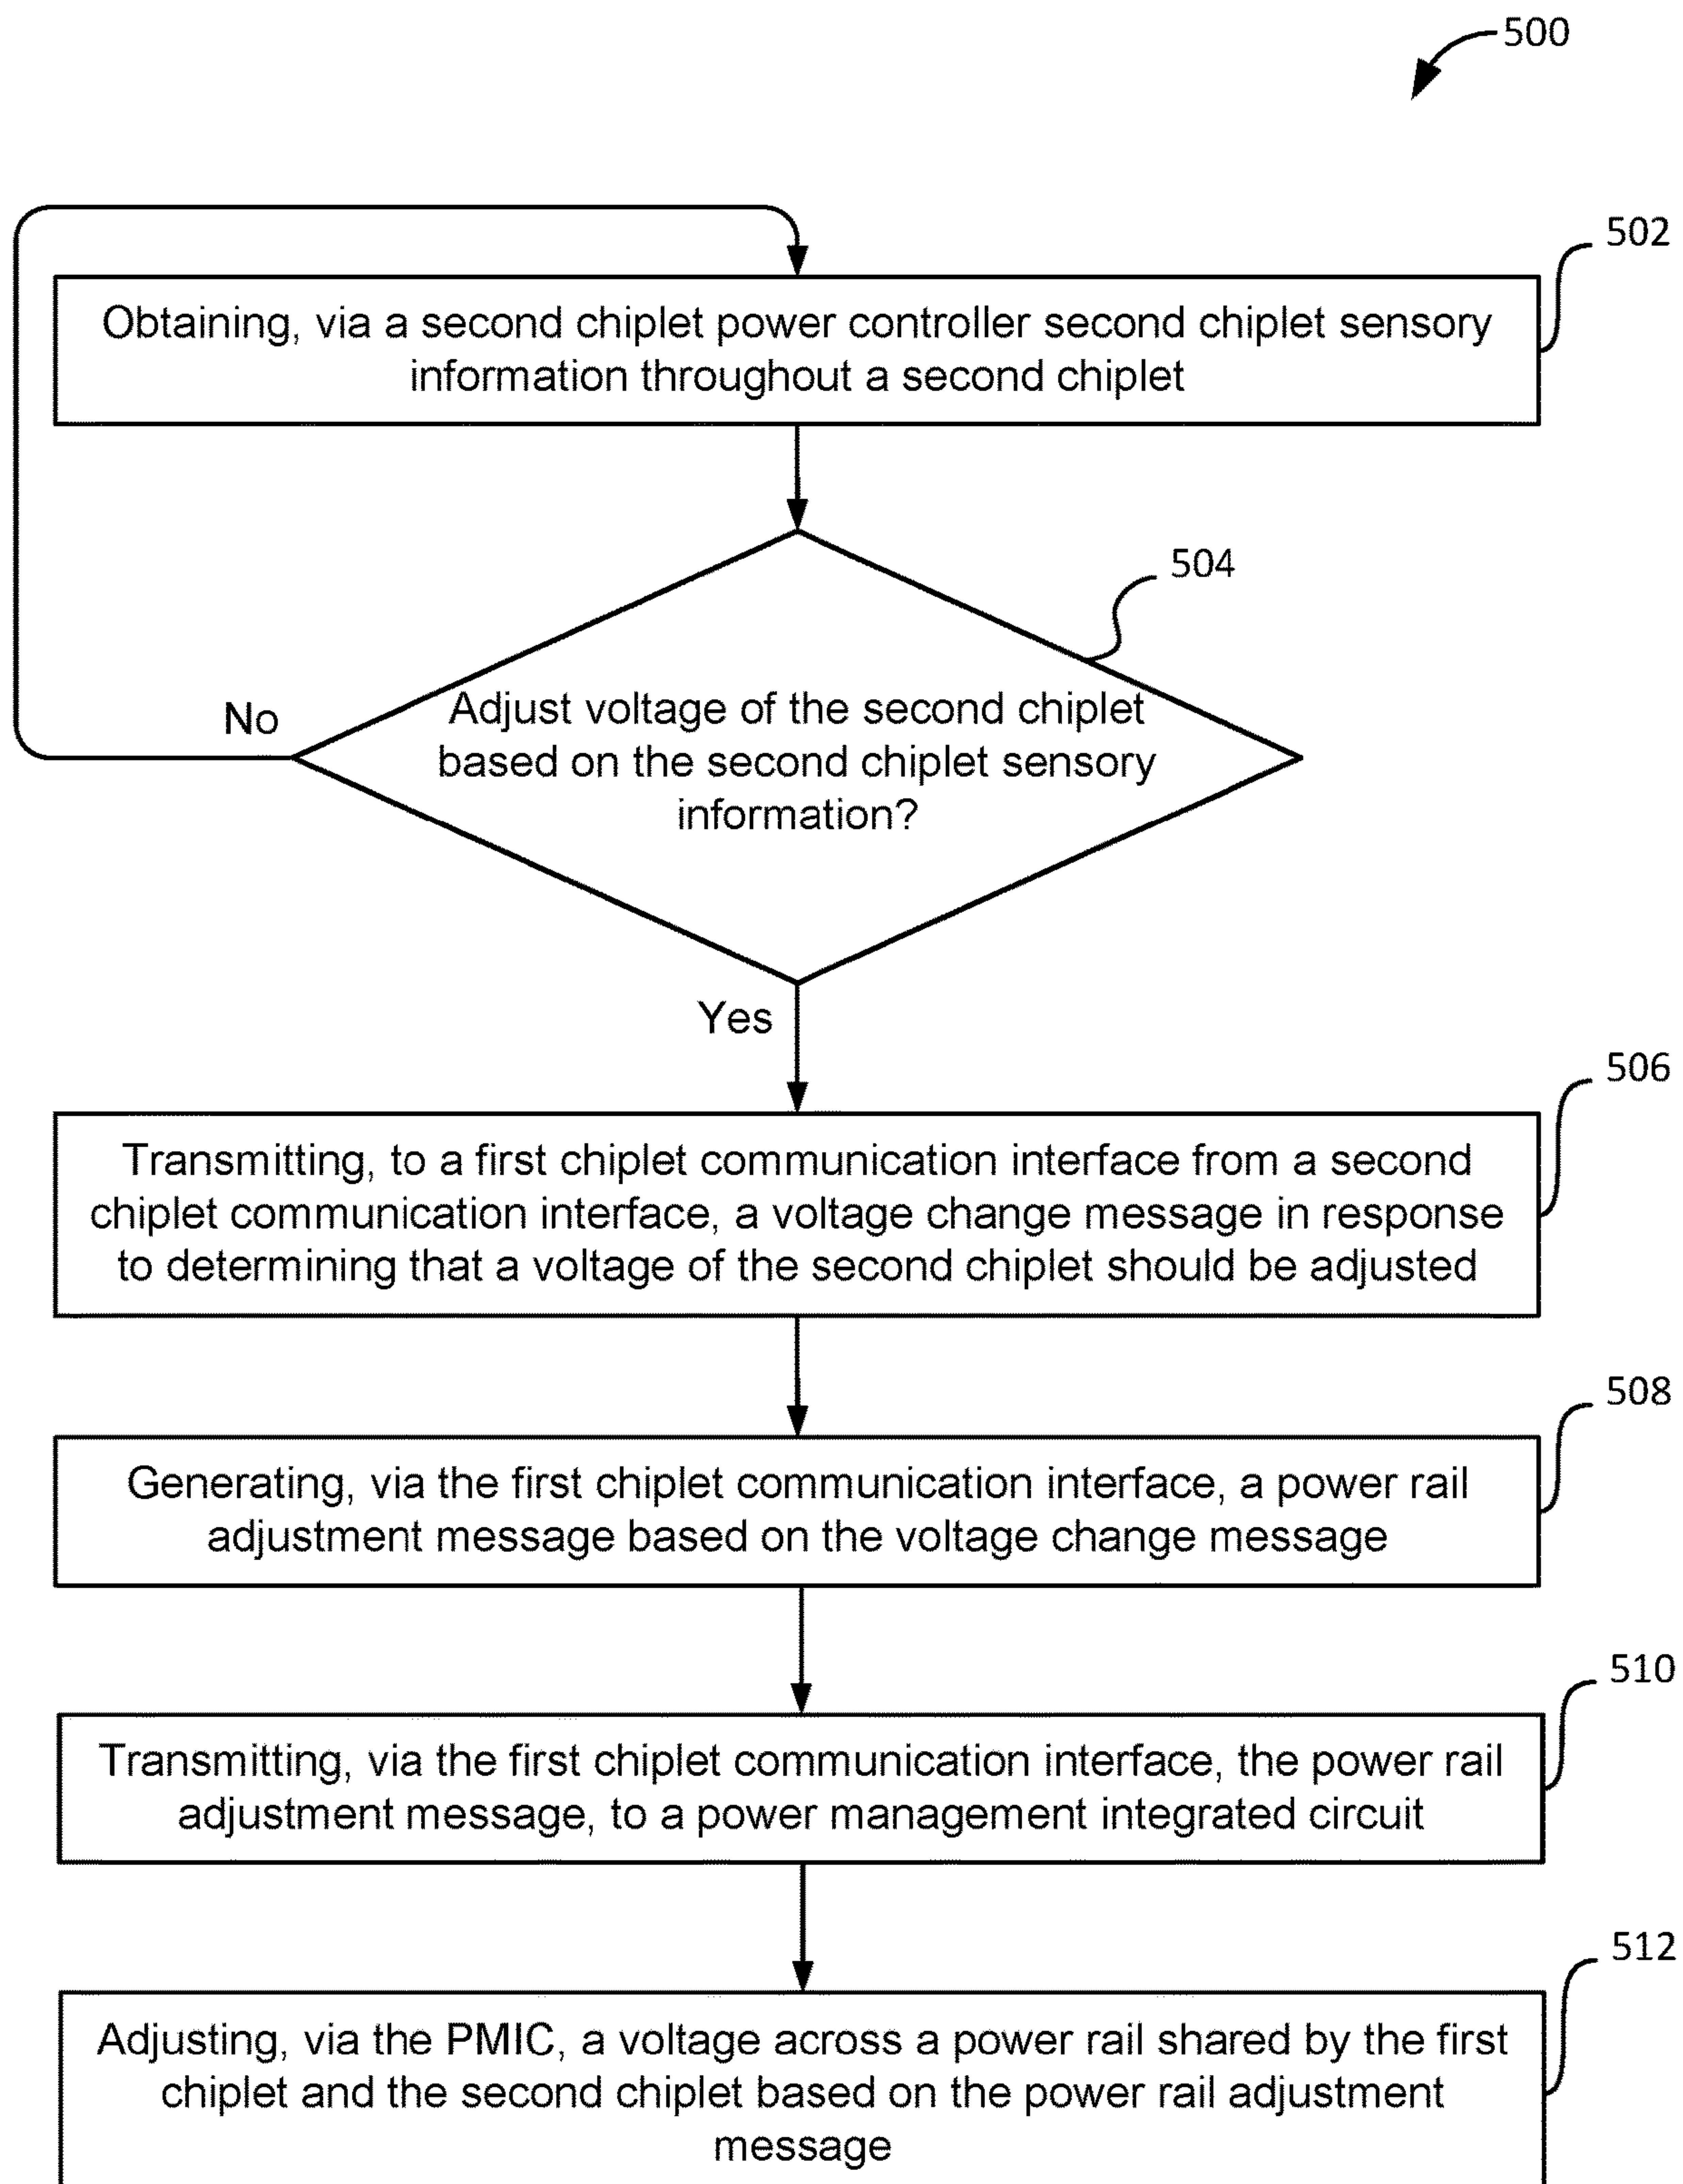 500
502
Obtaining, via a second chiplet power controller second chiplet sensory
information throughout a second chiplet
504
No
Adjust voltage of the second chiplet
based on the second chiplet sensory
information?
Yes
506
Transmitting, to a first chiplet communication interface from a second
chiplet communication interface, a voltage change message in response
to determining that a voltage of the second chiplet should be adjusted
508
Generating, via the first chiplet communication interface, a power rail
adjustment message based on the voltage change message
510
Transmitting, via the first chiplet communication interface, the power rail
adjustment message, to a power management integrated circuit
512
Adjusting, via the PMIC, a voltage across a power rail shared by the first
chiplet and the second chiplet based on the power rail adjustment
message